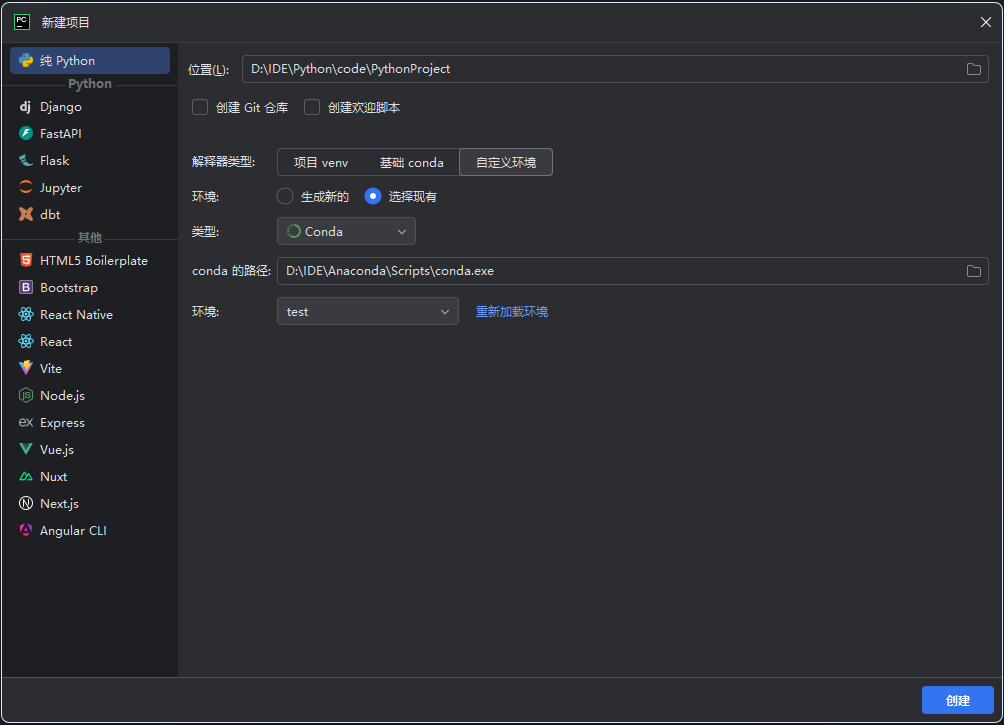 PC 新建项目
纯 Python
Python
dj Django
FastAPI
Flask
Jupyter
dbt
其他
5 HTML5 Boilerplate
B Bootstrap
React Native
React
Vite
JS Node.js
ex Express
Vue.js
Nuxt
N Next.js
Angular CLI
位置(L): D:\IDE\Python\code\PythonProject
创建 Git 仓库 创建欢迎脚本
解释器类型: 项目 venv 基础 conda 自定义环境
环境: 生成新的 选择现有
类型: Conda
conda 的路径: D:\IDE\Anaconda\Scripts\conda.exe
环境: test 重新加载环境
创建